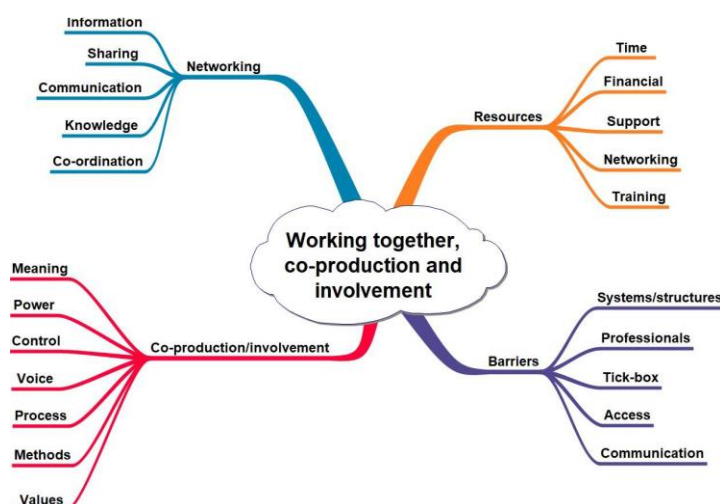 Information
Sharing
Communication
Knowledge
Co-ordination
Networking
Time
Financial
Support
Networking
Training
Resources
Working together,
co-production and
involvement
Meaning
Power
Control
Voice
Process
Methods
Values
Co-production/involvement
Systems/structures
Professionals
Tick-box
Access
Communication
Barriers